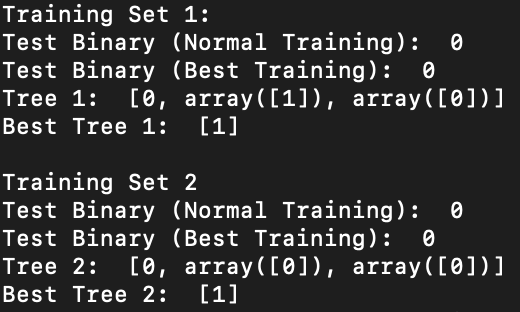 Training Set 1:
Test Binary (Normal Training):  0
Test Binary (Best Training):  0
Tree 1:  [0, array([1]), array([0])]
Best Tree 1:  [1]

Training Set 2
Test Binary (Normal Training):  0
Test Binary (Best Training):  0
Tree 2:  [0, array([0]), array([0])]
Best Tree 2:  [1]